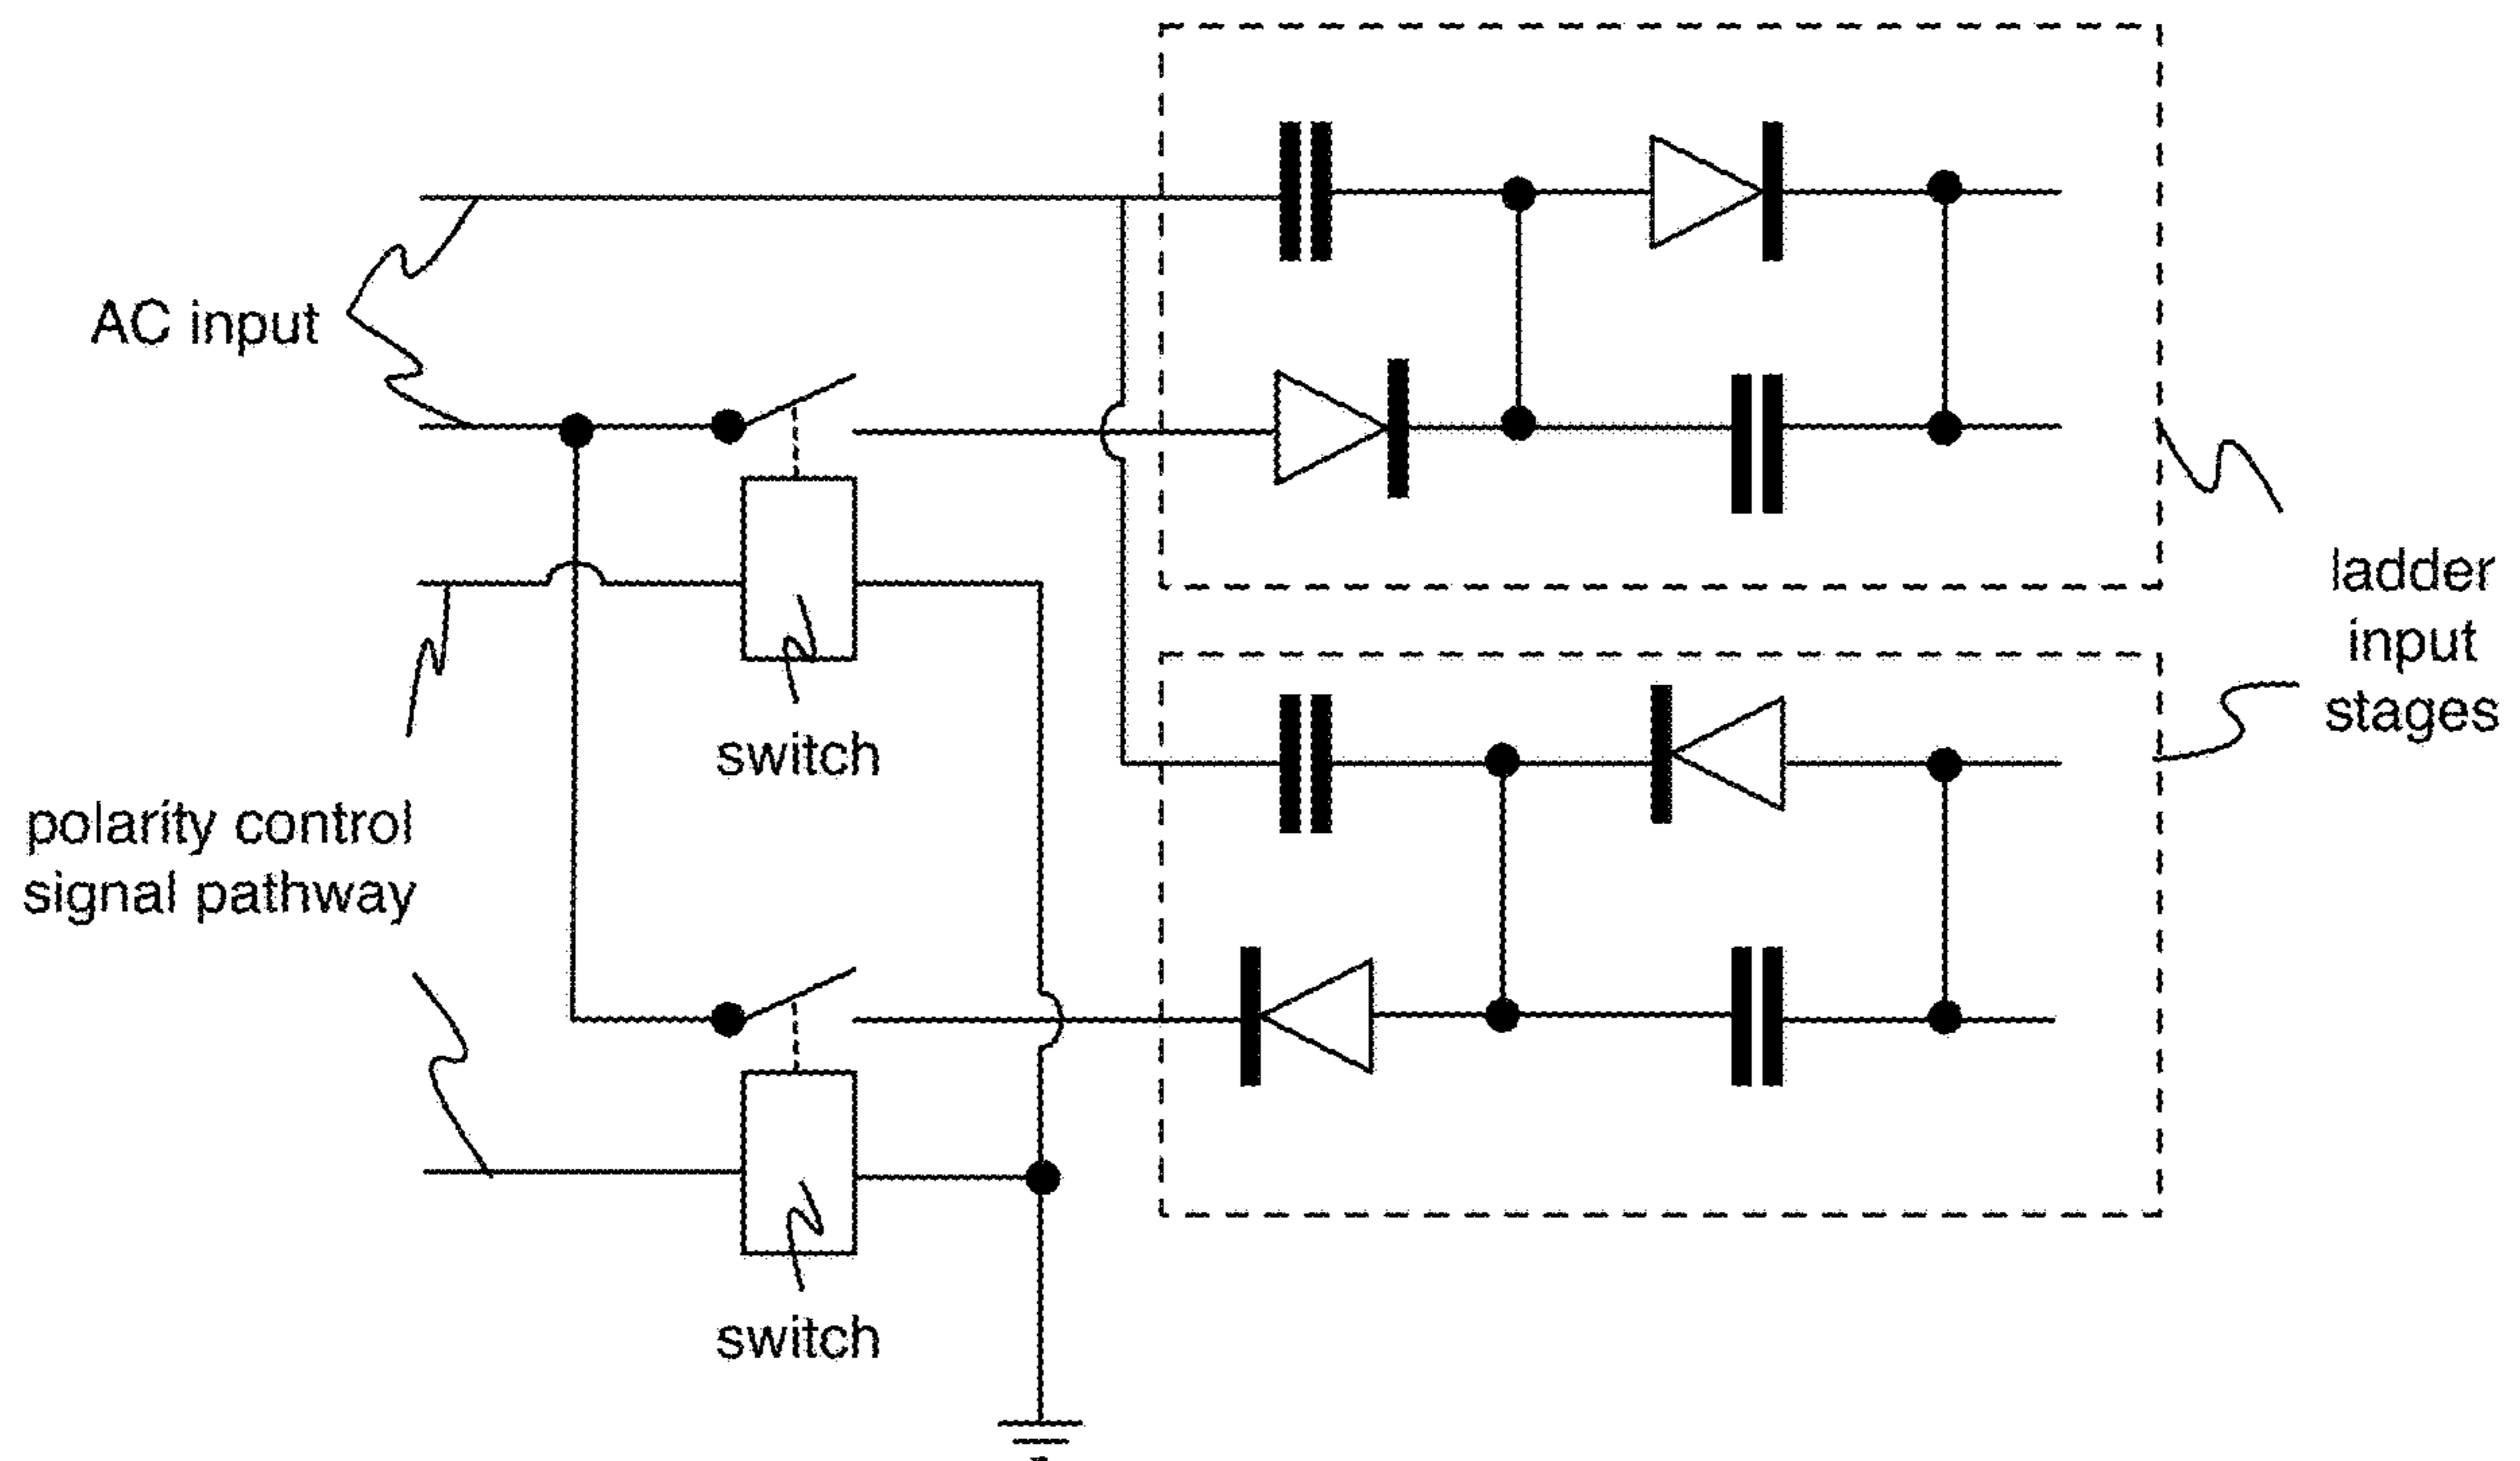 AC input
ladder
input
stages
switch
polarity control
signal pathway
switch